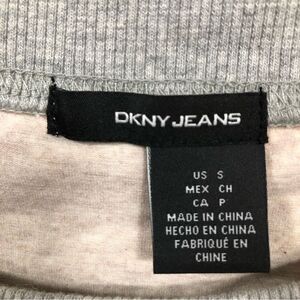 DKNY JEANS
US S
MEX CH
CA P
MADE IN CHINA
HECHO EN CHINA
FABRIQUÉ EN
CHINE